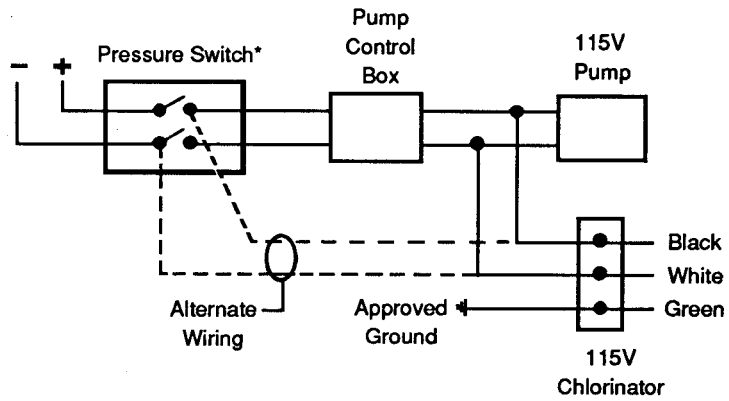 Pump
Control
Box
115V
Pump
Pressure Switch*
− +
Black
White
Green
Alternate
Wiring
Approved
Ground
115V
Chlorinator